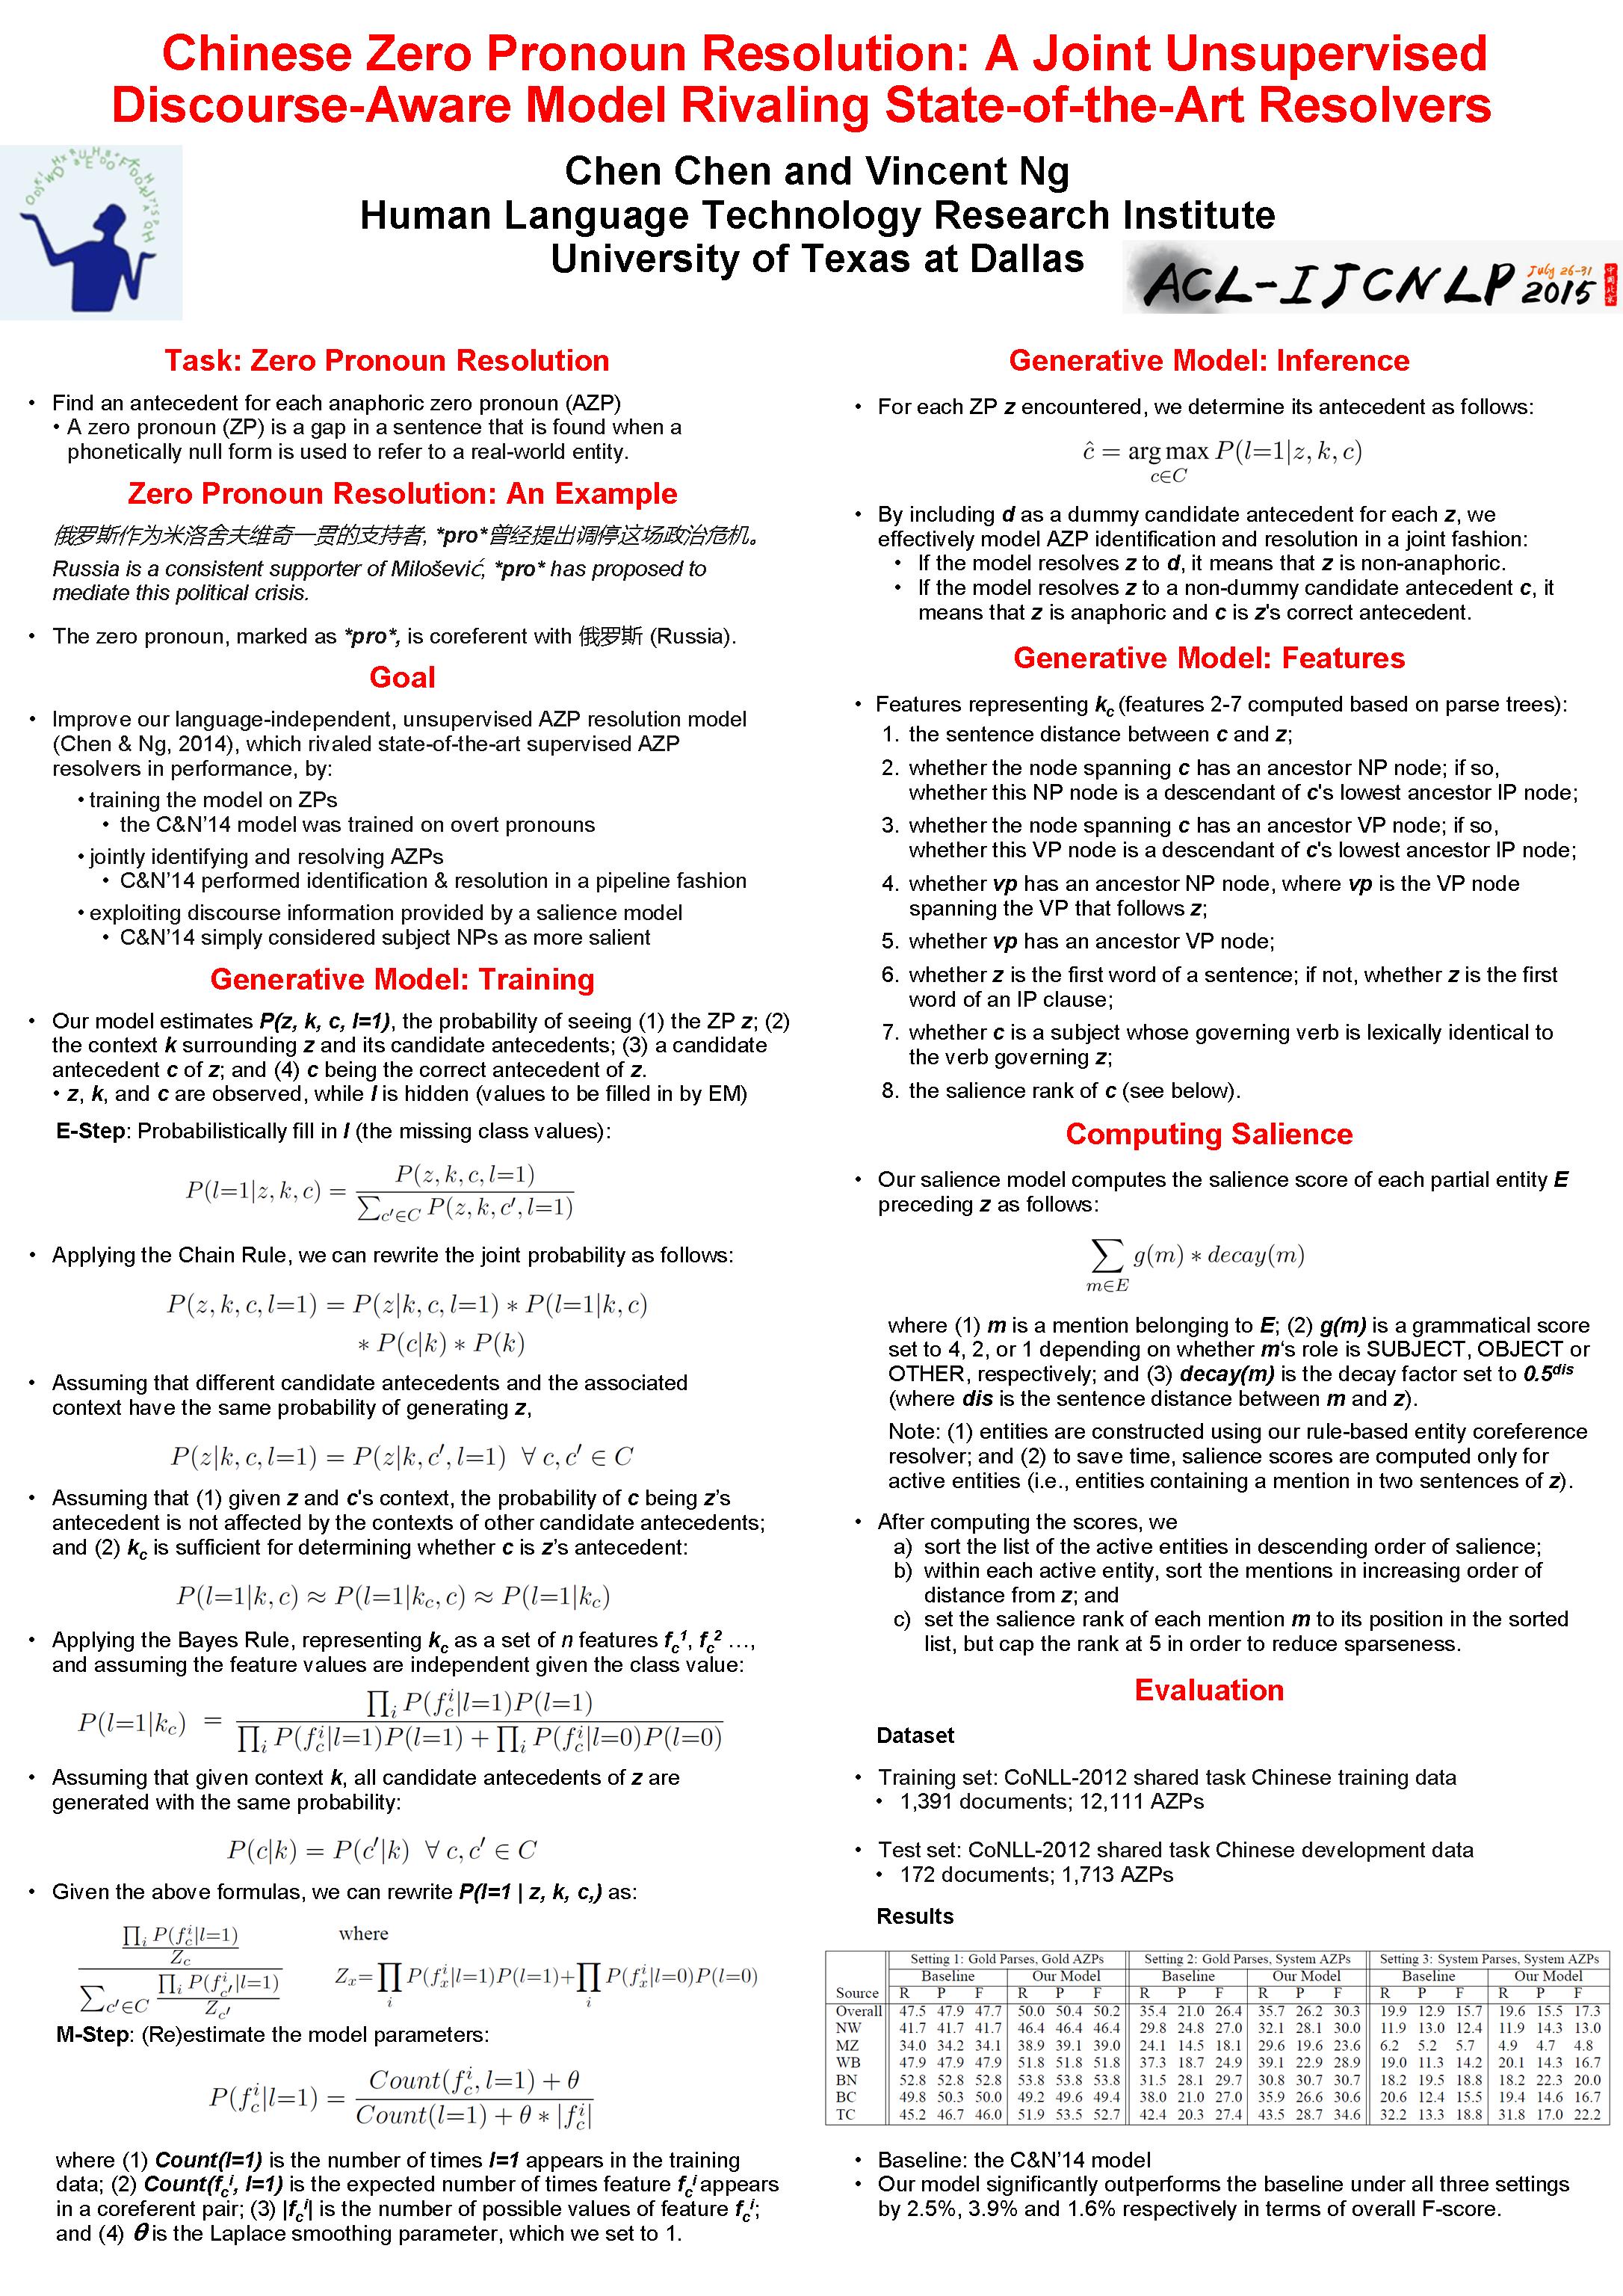 Chinese Zero Pronoun Resolution: A Joint Unsupervised
Discourse-Aware Model Rivaling State-of-the-Art Resolvers
Chen Chen and Vincent Ng
Human Language Technology Research Institute
University of Texas at Dallas
ACL-IJCNLP July 26-31 2015
Task: Zero Pronoun Resolution
• Find an antecedent for each anaphoric zero pronoun (AZP)
• A zero pronoun (ZP) is a gap in a sentence that is found when a
phonetically null form is used to refer to a real-world entity.
Zero Pronoun Resolution: An Example
俄罗斯作为米洛舍夫维奇一贯的支持者, *pro*曾经提出调停这场政治危机。
Russia is a consistent supporter of Milošević, *pro* has proposed to
mediate this political crisis.
• The zero pronoun, marked as *pro*, is coreferent with 俄罗斯 (Russia).
Goal
• Improve our language-independent, unsupervised AZP resolution model
(Chen & Ng, 2014), which rivaled state-of-the-art supervised AZP
resolvers in performance, by:
• training the model on ZPs
• the C&N’14 model was trained on overt pronouns
• jointly identifying and resolving AZPs
• C&N’14 performed identification & resolution in a pipeline fashion
• exploiting discourse information provided by a salience model
• C&N’14 simply considered subject NPs as more salient
Generative Model: Training
• Our model estimates P(z, k, c, l=1), the probability of seeing (1) the ZP z; (2)
the context k surrounding z and its candidate antecedents; (3) a candidate
antecedent c of z; and (4) c being the correct antecedent of z.
• z, k, and c are observed, while l is hidden (values to be filled in by EM)
E-Step: Probabilistically fill in l (the missing class values):
P(l=1|z, k, c) = P(z, k, c, l=1) / ∑c′∈C P(z, k, c′, l=1)
• Applying the Chain Rule, we can rewrite the joint probability as follows:
P(z, k, c, l=1) = P(z|k, c, l=1) ∗ P(l=1|k, c)
∗ P(c|k) ∗ P(k)
• Assuming that different candidate antecedents and the associated
context have the same probability of generating z,
P(z|k, c, l=1) = P(z|k, c′, l=1) ∀ c, c′ ∈ C
• Assuming that (1) given z and c's context, the probability of c being z’s
antecedent is not affected by the contexts of other candidate antecedents;
and (2) kc is sufficient for determining whether c is z’s antecedent:
P(l=1|k, c) ≈ P(l=1|kc, c) ≈ P(l=1|kc)
• Applying the Bayes Rule, representing kc as a set of n features fc1, fc2 …,
and assuming the feature values are independent given the class value:
P(l=1|kc) = ∏i P(fci|l=1)P(l=1) / ∏i P(fci|l=1)P(l=1) + ∏i P(fci|l=0)P(l=0)
• Assuming that given context k, all candidate antecedents of z are
generated with the same probability:
P(c|k) = P(c′|k) ∀ c, c′ ∈ C
• Given the above formulas, we can rewrite P(l=1 | z, k, c,) as:
∏i P(fci|l=1) / Zc / ∑c′∈C ∏i P(fc′i|l=1) / Zc′ where
Zx=∏i P(fxi|l=1)P(l=1)+∏i P(fxi|l=0)P(l=0)
M-Step: (Re)estimate the model parameters:
P(fci|l=1) = Count(fci, l=1) + θ / Count(l=1) + θ ∗ |fci|
where (1) Count(l=1) is the number of times l=1 appears in the training
data; (2) Count(fci, l=1) is the expected number of times feature fci appears
in a coreferent pair; (3) |fci| is the number of possible values of feature fci;
and (4) θ is the Laplace smoothing parameter, which we set to 1.
Generative Model: Inference
• For each ZP z encountered, we determine its antecedent as follows:
ĉ = arg max c∈C P(l=1|z, k, c)
• By including d as a dummy candidate antecedent for each z, we
effectively model AZP identification and resolution in a joint fashion:
• If the model resolves z to d, it means that z is non-anaphoric.
• If the model resolves z to a non-dummy candidate antecedent c, it
means that z is anaphoric and c is z's correct antecedent.
Generative Model: Features
• Features representing kc (features 2-7 computed based on parse trees):
1. the sentence distance between c and z;
2. whether the node spanning c has an ancestor NP node; if so,
whether this NP node is a descendant of c's lowest ancestor IP node;
3. whether the node spanning c has an ancestor VP node; if so,
whether this VP node is a descendant of c's lowest ancestor IP node;
4. whether vp has an ancestor NP node, where vp is the VP node
spanning the VP that follows z;
5. whether vp has an ancestor VP node;
6. whether z is the first word of a sentence; if not, whether z is the first
word of an IP clause;
7. whether c is a subject whose governing verb is lexically identical to
the verb governing z;
8. the salience rank of c (see below).
Computing Salience
• Our salience model computes the salience score of each partial entity E
preceding z as follows:
∑m∈E g(m) ∗ decay(m)
where (1) m is a mention belonging to E; (2) g(m) is a grammatical score
set to 4, 2, or 1 depending on whether m‘s role is SUBJECT, OBJECT or
OTHER, respectively; and (3) decay(m) is the decay factor set to 0.5dis
(where dis is the sentence distance between m and z).
Note: (1) entities are constructed using our rule-based entity coreference
resolver; and (2) to save time, salience scores are computed only for
active entities (i.e., entities containing a mention in two sentences of z).
• After computing the scores, we
a) sort the list of the active entities in descending order of salience;
b) within each active entity, sort the mentions in increasing order of
distance from z; and
c) set the salience rank of each mention m to its position in the sorted
list, but cap the rank at 5 in order to reduce sparseness.
Evaluation
Dataset
• Training set: CoNLL-2012 shared task Chinese training data
• 1,391 documents; 12,111 AZPs
• Test set: CoNLL-2012 shared task Chinese development data
• 172 documents; 1,713 AZPs
Results
Setting 1: Gold Parses, Gold AZPs Setting 2: Gold Parses, System AZPs Setting 3: System Parses, System AZPs
Baseline Our Model Baseline Our Model Baseline Our Model
Source R P F R P F R P F R P F R P F R P F
Overall 47.5 47.9 47.7 50.0 50.4 50.2 35.4 21.0 26.4 35.7 26.2 30.3 19.9 12.9 15.7 19.6 15.5 17.3
NW 41.7 41.7 41.7 46.4 46.4 46.4 29.8 24.8 27.0 32.1 28.1 30.0 11.9 13.0 12.4 11.9 14.3 13.0
MZ 34.0 34.2 34.1 38.9 39.1 39.0 24.1 14.5 18.1 29.6 19.6 23.6 6.2 5.2 5.7 4.9 4.7 4.8
WB 47.9 47.9 47.9 51.8 51.8 51.8 37.3 18.7 24.9 39.1 22.9 28.9 19.0 11.3 14.2 20.1 14.3 16.7
BN 52.8 52.8 52.8 53.8 53.8 53.8 31.5 28.1 29.7 30.8 30.7 30.7 18.2 19.5 18.8 18.2 22.3 20.0
BC 49.8 50.3 50.0 49.2 49.6 49.4 38.0 21.0 27.0 35.9 26.6 30.6 20.6 12.4 15.5 19.4 14.6 16.7
TC 45.2 46.7 46.0 51.9 53.5 52.7 42.4 20.3 27.4 43.5 28.7 34.6 32.2 13.3 18.8 31.8 17.0 22.2
• Baseline: the C&N’14 model
• Our model significantly outperforms the baseline under all three settings
by 2.5%, 3.9% and 1.6% respectively in terms of overall F-score.